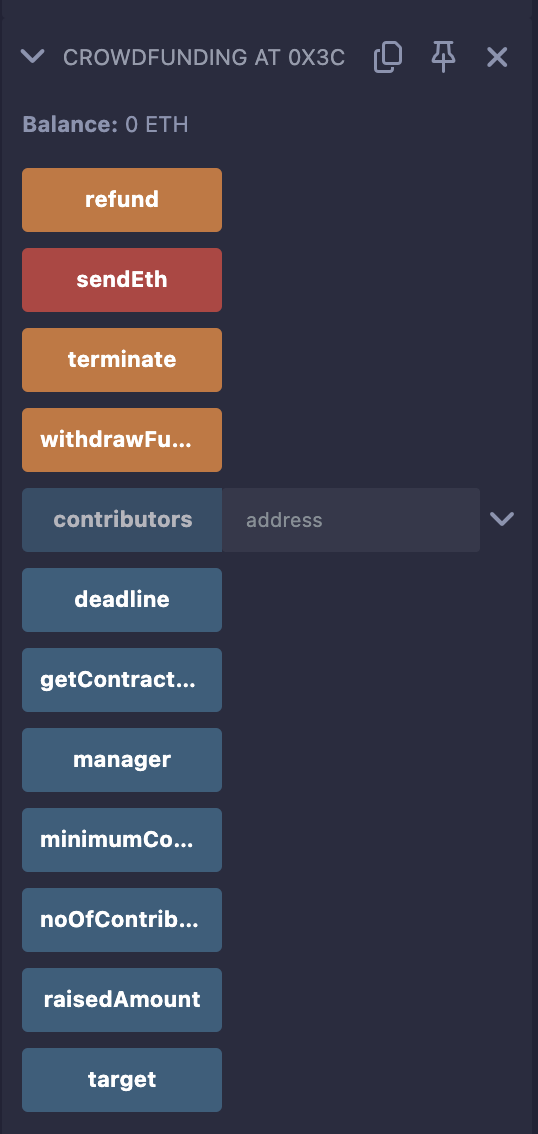 CROWDFUNDING AT 0X3C
Balance: 0 ETH
refund
sendEth
terminate
withdrawFu...
contributors address
deadline
getContract...
manager
minimumCo...
noOfContrib...
raisedAmount
target